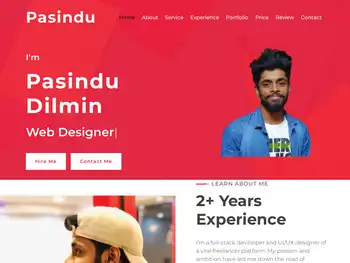 Pasindu
Home About Service Experience Portfolio Price Review Contact
I'm
Pasindu
Dilmin
Web Designer|
Hire Me Contact Me
LEARN ABOUT ME
2+ Years
Experience
I'm a full-stack developer and UI/UX designer of
a viral freelancer platform. My passion and
ambition have led me down the road of